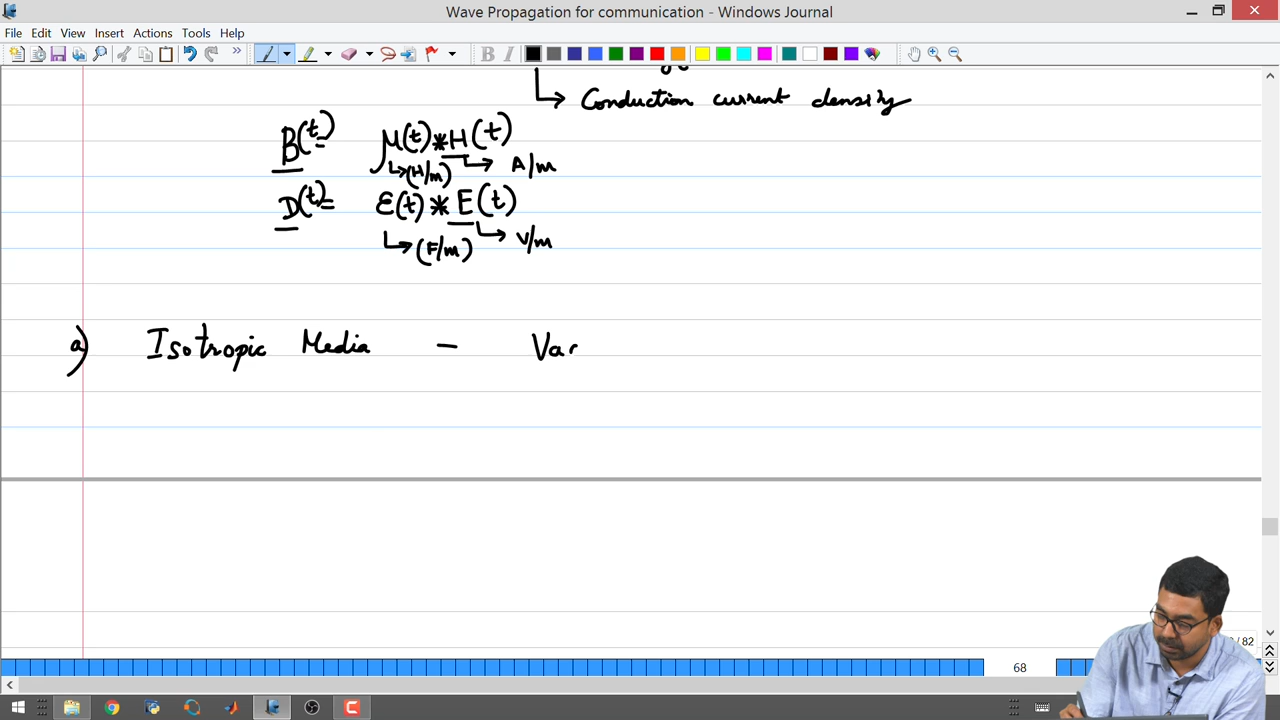 Wave Propagation for communication - Windows Journal
File Edit View Insert Actions Tools Help
Conduction current density
B(t) = μ(t) * H(t)
(H/m) A/m
D(t) = ε(t) * E(t)
(F/m) V/m
a) Isotropic Media - Var
/ 82
68